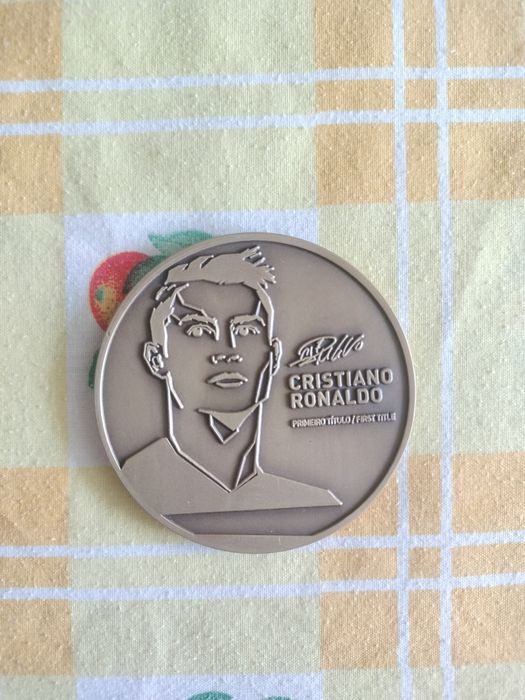 CRISTIANO
RONALDO
PRIMEIRO TÍTULO / FIRST TITLE